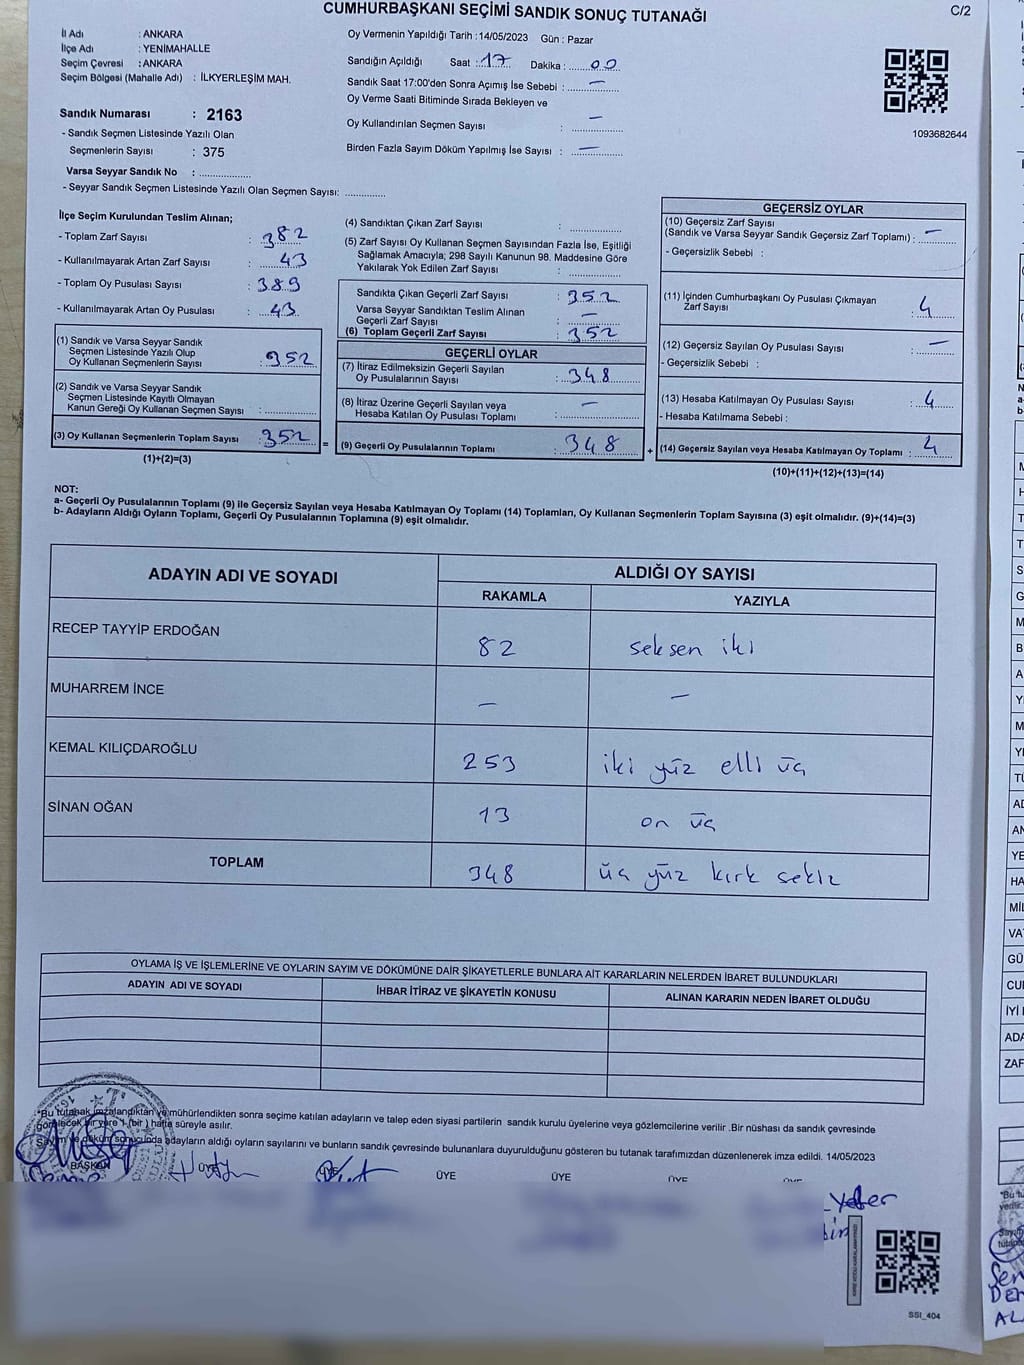 CUMHURBAŞKANI SEÇİMİ SANDIK SONUÇ TUTANAĞI
C/2
İl Adı : ANKARA
İlçe Adı : YENİMAHALLE
Seçim Çevresi : ANKARA
Seçim Bölgesi (Mahalle Adı) : İLKYERLEŞİM MAH.
Sandık Numarası : 2163
- Sandık Seçmen Listesinde Yazılı Olan
Seçmenlerin Sayısı : 375
Varsa Seyyar Sandık No : ..................
- Seyyar Sandık Seçmen Listesinde Yazılı Olan Seçmen Sayısı: ..............
Oy Vermenin Yapıldığı Tarih :14/05/2023 Gün : Pazar
Sandığın Açıldığı Saat : 17 Dakika : 00
Sandık Saat 17:00'den Sonra Açımış İse Sebebi : —
Oy Verme Saati Bitiminde Sırada Bekleyen ve
Oy Kullandırılan Seçmen Sayısı : —
Birden Fazla Sayım Döküm Yapılmış İse Sayısı : —
1093682644
İlçe Seçim Kurulundan Teslim Alınan;
- Toplam Zarf Sayısı : 382
- Kullanılmayarak Artan Zarf Sayısı : 43
- Toplam Oy Pusulası Sayısı : 389
- Kullanılmayarak Artan Oy Pusulası : 43
(1) Sandık ve Varsa Seyyar Sandık
Seçmen Listesinde Yazılı Olup
Oy Kullanan Seçmenlerin Sayısı : 352
(2) Sandık ve Varsa Seyyar Sandık
Seçmen Listesinde Kayıtlı Olmayan
Kanun Gereği Oy Kullanan Seçmen Sayısı : ..............
(3) Oy Kullanan Seçmenlerin Toplam Sayısı : 352 =
(1)+(2)=(3)
(4) Sandıktan Çıkan Zarf Sayısı : ..............
(5) Zarf Sayısı Oy Kullanan Seçmen Sayısından Fazla İse, Eşitliği
Sağlamak Amacıyla; 298 Sayılı Kanunun 98. Maddesine Göre
Yakılarak Yok Edilen Zarf Sayısı : ..............
Sandıkta Çıkan Geçerli Zarf Sayısı : 352
Varsa Seyyar Sandıktan Teslim Alınan
Geçerli Zarf Sayısı : —
(6) Toplam Geçerli Zarf Sayısı : 352
GEÇERLİ OYLAR
(7) İtiraz Edilmeksizin Geçerli Sayılan
Oy Pusulalarının Sayısı : 348
(8) İtiraz Üzerine Geçerli Sayılan veya
Hesaba Katılan Oy Pusulası Toplamı : —
(9) Geçerli Oy Pusulalarının Toplamı : 348 +
GEÇERSİZ OYLAR
(10) Geçersiz Zarf Sayısı
(Sandık ve Varsa Seyyar Sandık Geçersiz Zarf Toplamı) : —
- Geçersizlik Sebebi :
(11) İçinden Cumhurbaşkanı Oy Pusulası Çıkmayan
Zarf Sayısı : 4
(12) Geçersiz Sayılan Oy Pusulası Sayısı : —
- Geçersizlik Sebebi :
(13) Hesaba Katılmayan Oy Pusulası Sayısı : 4
- Hesaba Katılmama Sebebi :
(14) Geçersiz Sayılan veya Hesaba Katılmayan Oy Toplamı : 4
(10)+(11)+(12)+(13)=(14)
NOT:
a- Geçerli Oy Pusulalarının Toplamı (9) ile Geçersiz Sayılan veya Hesaba Katılmayan Oy Toplamı (14) Toplamları, Oy Kullanan Seçmenlerin Toplam Sayısına (3) eşit olmalıdır. (9)+(14)=(3)
b- Adayların Aldığı Oyların Toplamı, Geçerli Oy Pusulalarının Toplamına (9) eşit olmalıdır.
ADAYIN ADI VE SOYADI
ALDIĞI OY SAYISI
RAKAMLA YAZIYLA
RECEP TAYYİP ERDOĞAN 82 seksen iki
MUHARREM İNCE — —
KEMAL KILIÇDAROĞLU 253 iki yüz elli üç
SİNAN OĞAN 13 on üç
TOPLAM 348 üç yüz kırk sekiz
OYLAMA İŞ VE İŞLEMLERİNE VE OYLARIN SAYIM VE DÖKÜMÜNE DAİR ŞİKAYETLERLE BUNLARA AİT KARARLARIN NELERDEN İBARET BULUNDUKLARI
ADAYIN ADI VE SOYADI İHBAR İTİRAZ VE ŞİKAYETİN KONUSU ALINAN KARARIN NEDEN İBARET OLDUĞU
*Bu tutanak imzalandıktan ve mühürlendikten sonra seçime katılan adayların ve talep eden siyasi partilerin sandık kurulu üyelerine veya gözlemcilerine verilir .Bir nüshası da sandık çevresinde
görülecek bir yere 1 (bir ) hafta süreyle asılır.
Sayım ve döküm sonucunda adayların aldığı oyların sayılarını ve bunların sandık çevresinde bulunanlara duyurulduğunu gösteren bu tutanak tarafımızdan düzenlenerek imza edildi. 14/05/2023
BAŞKAN ÜYE ÜYE ÜYE ÜYE ÜYE ÜYE
Yeter
SSI_404